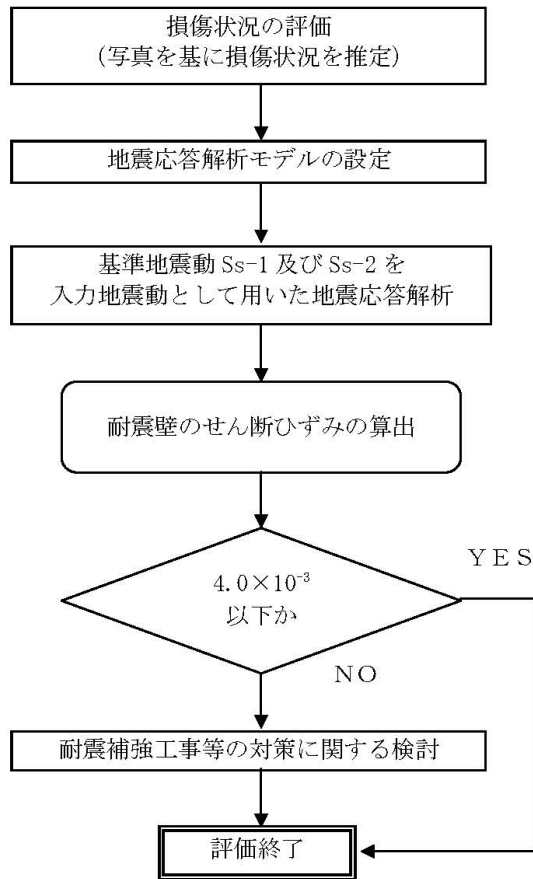 損傷状況の評価
(写真を基に損傷状況を推定)
地震応答解析モデルの設定
基準地震動 Ss-1 及び Ss-2 を
入力地震動として用いた地震応答解析
耐震壁のせん断ひずみの算出
4.0×10⁻³
以下か
YES
NO
耐震補強工事等の対策に関する検討
評価終了